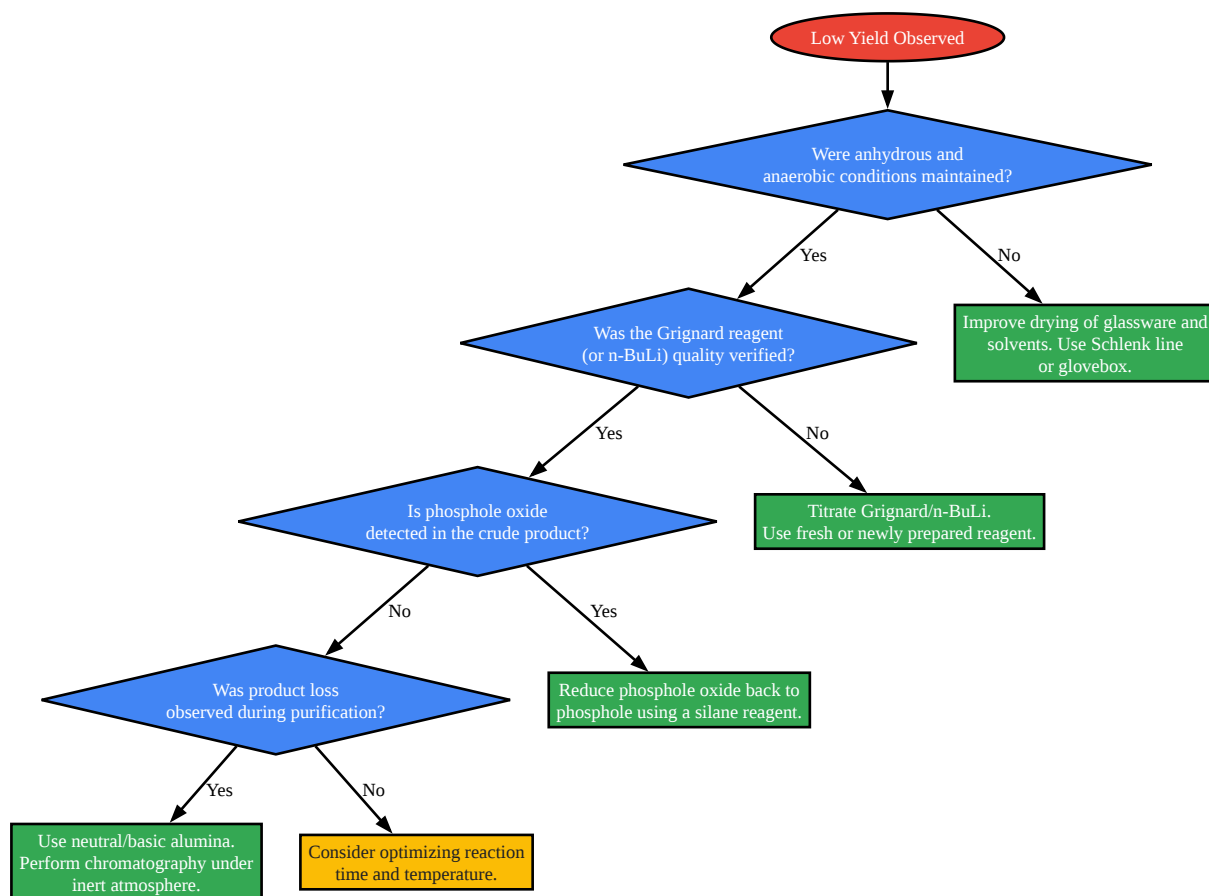 Low Yield Observed
Were anhydrous and
anaerobic conditions maintained?
Yes
No
Was the Grignard reagent
(or n-BuLi) quality verified?
Improve drying of glassware and
solvents. Use Schlenk line
or glovebox.
Yes
No
Is phosphole oxide
detected in the crude product?
Titrate Grignard/n-BuLi.
Use fresh or newly prepared reagent.
No
Yes
Was product loss
observed during purification?
Reduce phosphole oxide back to
phosphole using a silane reagent.
Yes
No
Use neutral/basic alumina.
Perform chromatography under
inert atmosphere.
Consider optimizing reaction
time and temperature.